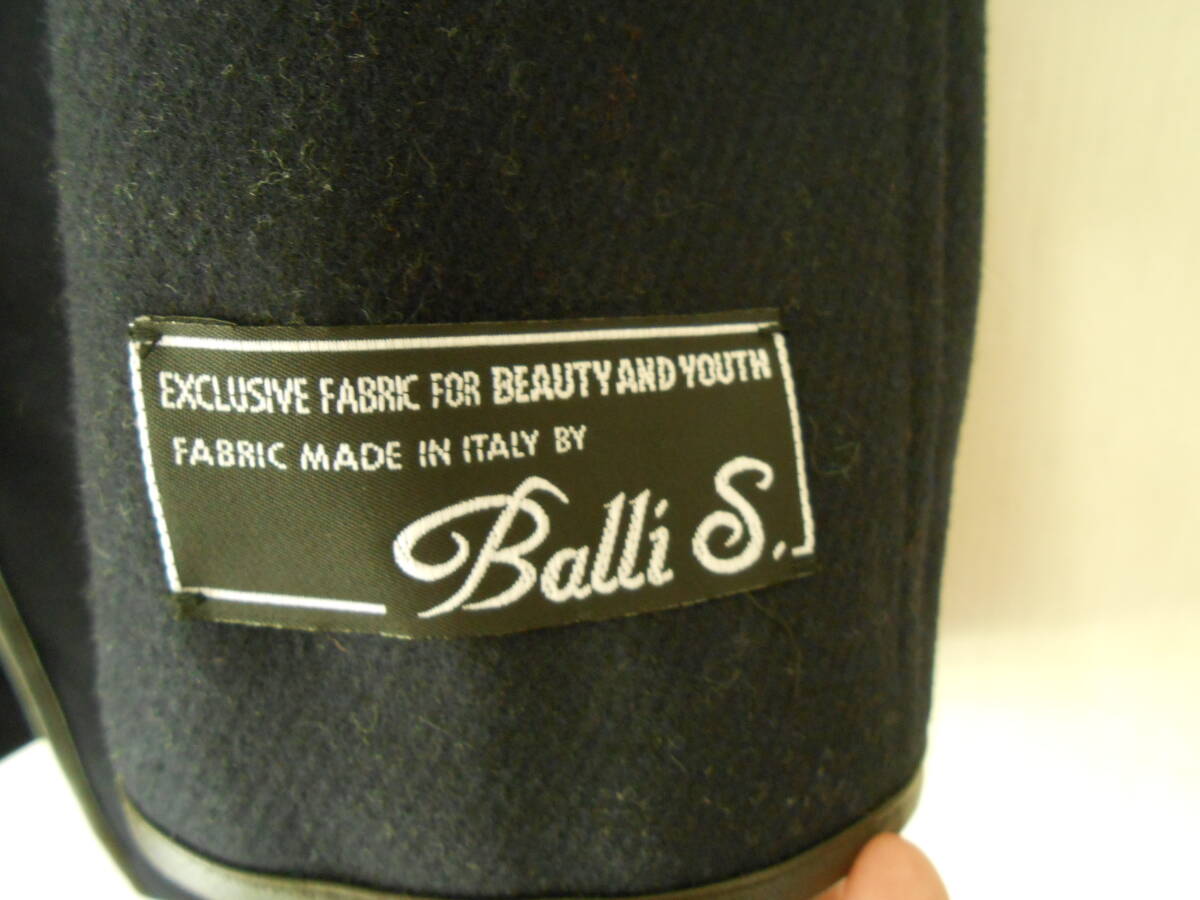 EXCLUSIVE FABRIC FOR BEAUTY AND YOUTH
FABRIC MADE IN ITALY BY
Balli S.